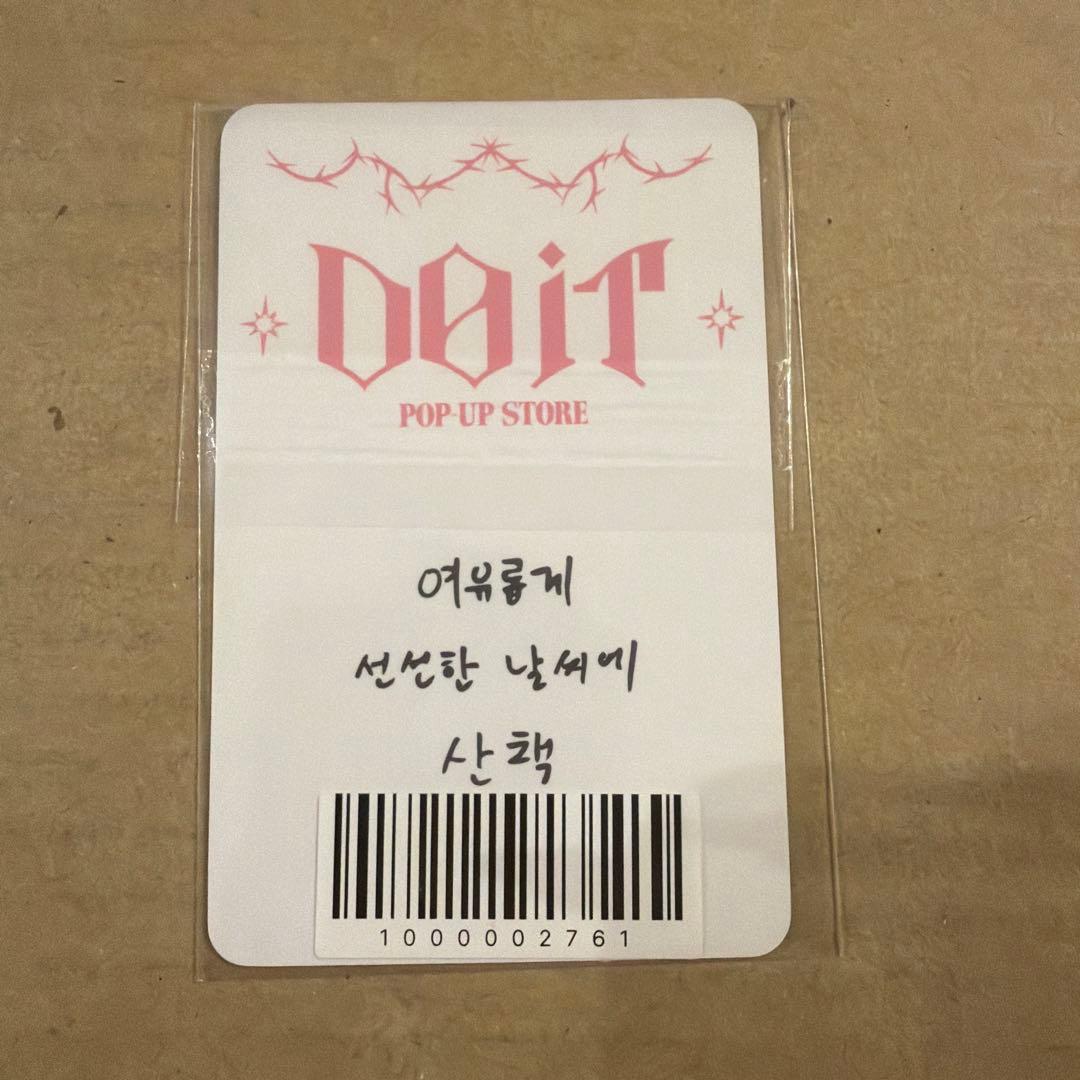 DOiT
POP-UP STORE
여유롭게
선선한 날씨에
산책
1000002761